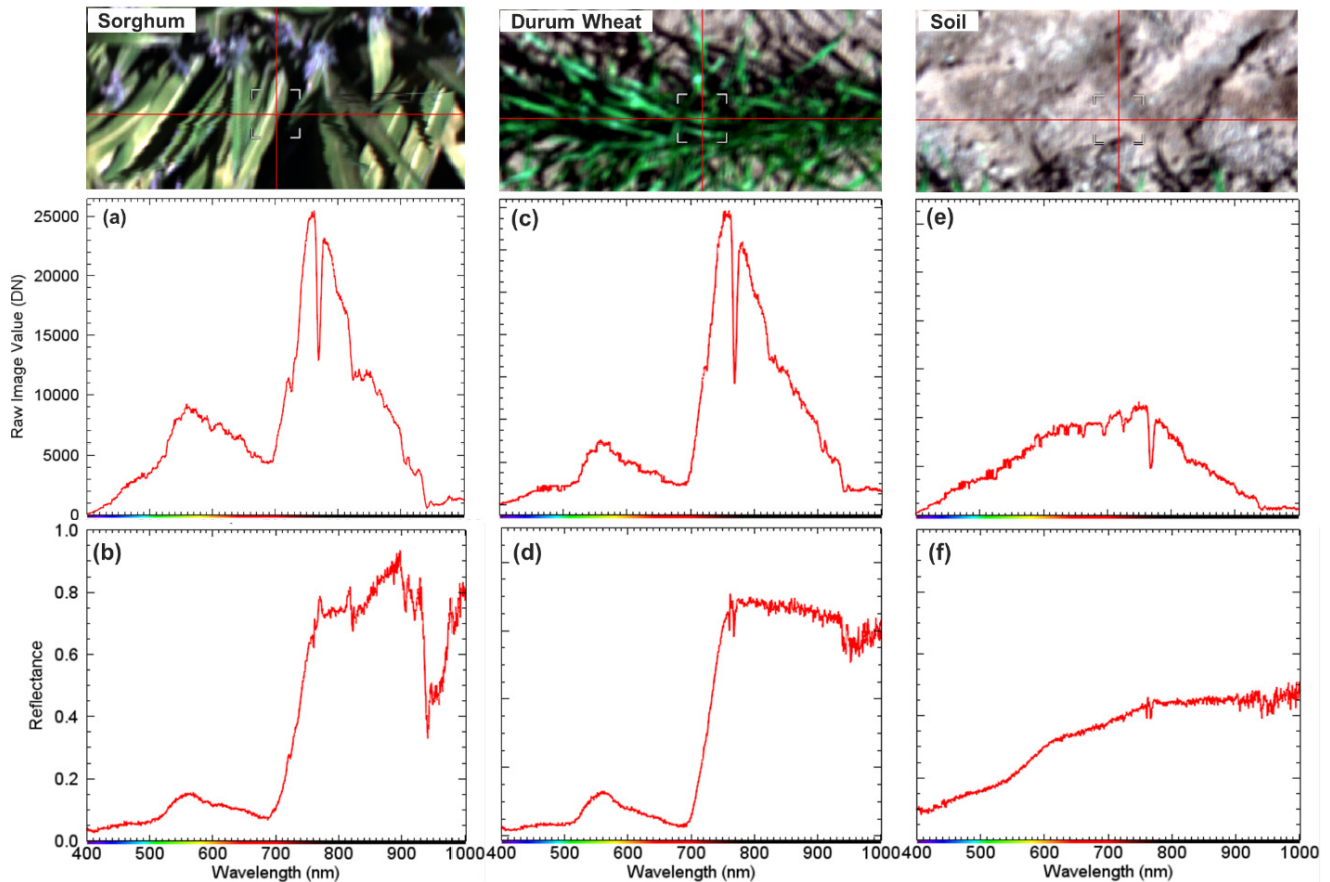 Sorghum
Durum Wheat
Soil
(a)
(c)
(e)
Raw Image Value (DN)
25000
20000
15000
10000
5000
0
(b)
(d)
(f)
Reflectance
1.0
0.8
0.6
0.4
0.2
0.0
400 500 600 700 800 900 1000
400 500 600 700 800 900 1000
400 500 600 700 800 900 1000
Wavelength (nm)
Wavelength (nm)
Wavelength (nm)